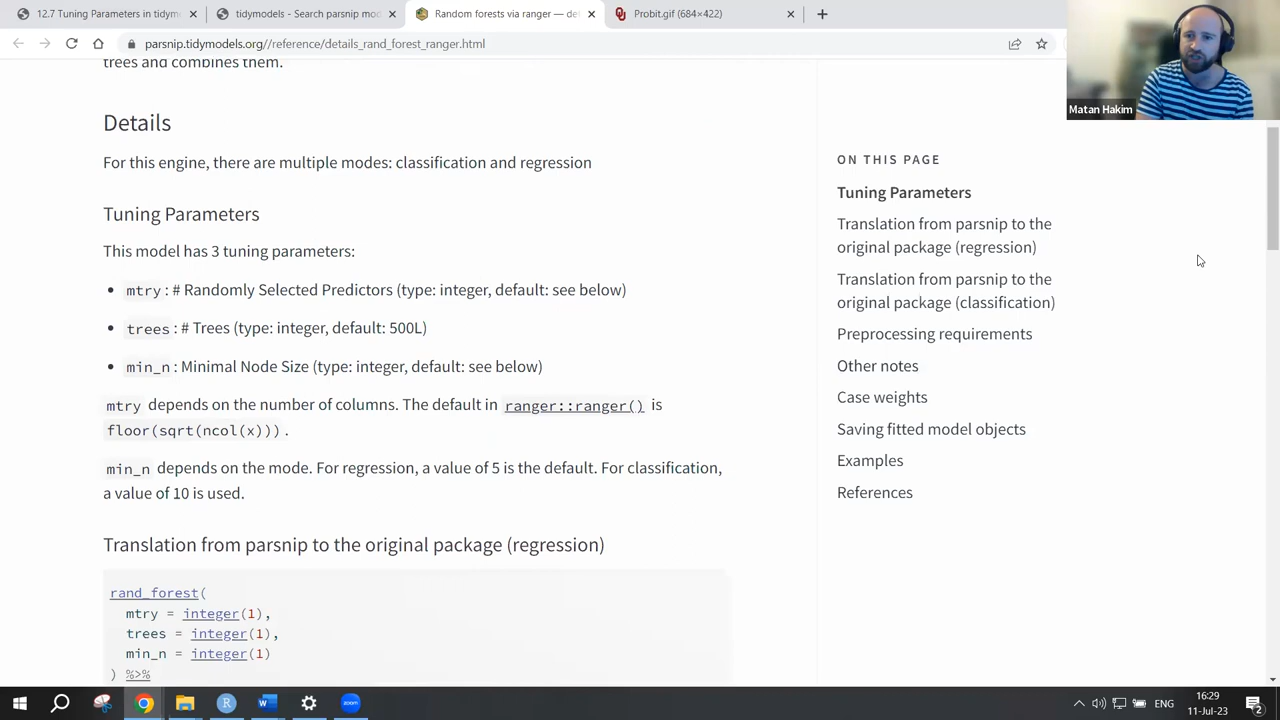 12.7 Tuning Parameters in tidym
tidymodels - Search parsnip mo
Random forests via ranger — de
Probit.gif (684×422)
parsnip.tidymodels.org//reference/details_rand_forest_ranger.html
Matan Hakim
trees and combines them.
Details
For this engine, there are multiple modes: classification and regression
Tuning Parameters
This model has 3 tuning parameters:
mtry: # Randomly Selected Predictors (type: integer, default: see below)
trees: # Trees (type: integer, default: 500L)
min_n: Minimal Node Size (type: integer, default: see below)
mtry depends on the number of columns. The default in ranger::ranger() is
floor(sqrt(ncol(x))).
min_n depends on the mode. For regression, a value of 5 is the default. For classification,
a value of 10 is used.
Translation from parsnip to the original package (regression)
rand_forest(
mtry = integer(1),
trees = integer(1),
min_n = integer(1)
) %>%
ON THIS PAGE
Tuning Parameters
Translation from parsnip to the
original package (regression)
Translation from parsnip to the
original package (classification)
Preprocessing requirements
Other notes
Case weights
Saving fitted model objects
Examples
References
R
W
zoom
ENG
16:29
11-Jul-23
2